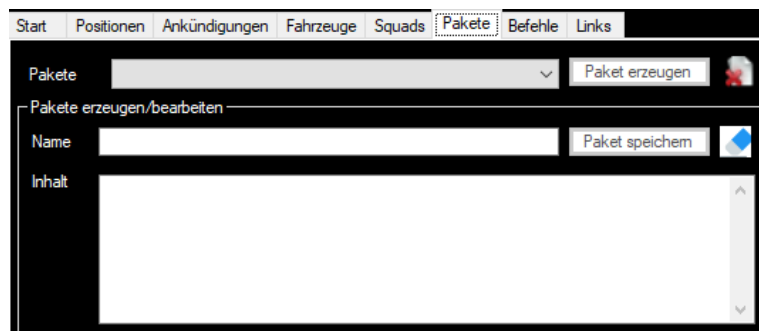 Start Positionen Ankündigungen Fahrzeuge Squads Pakete Befehle Links
Pakete Paket erzeugen
Pakete erzeugen/bearbeiten
Name Paket speichern
Inhalt